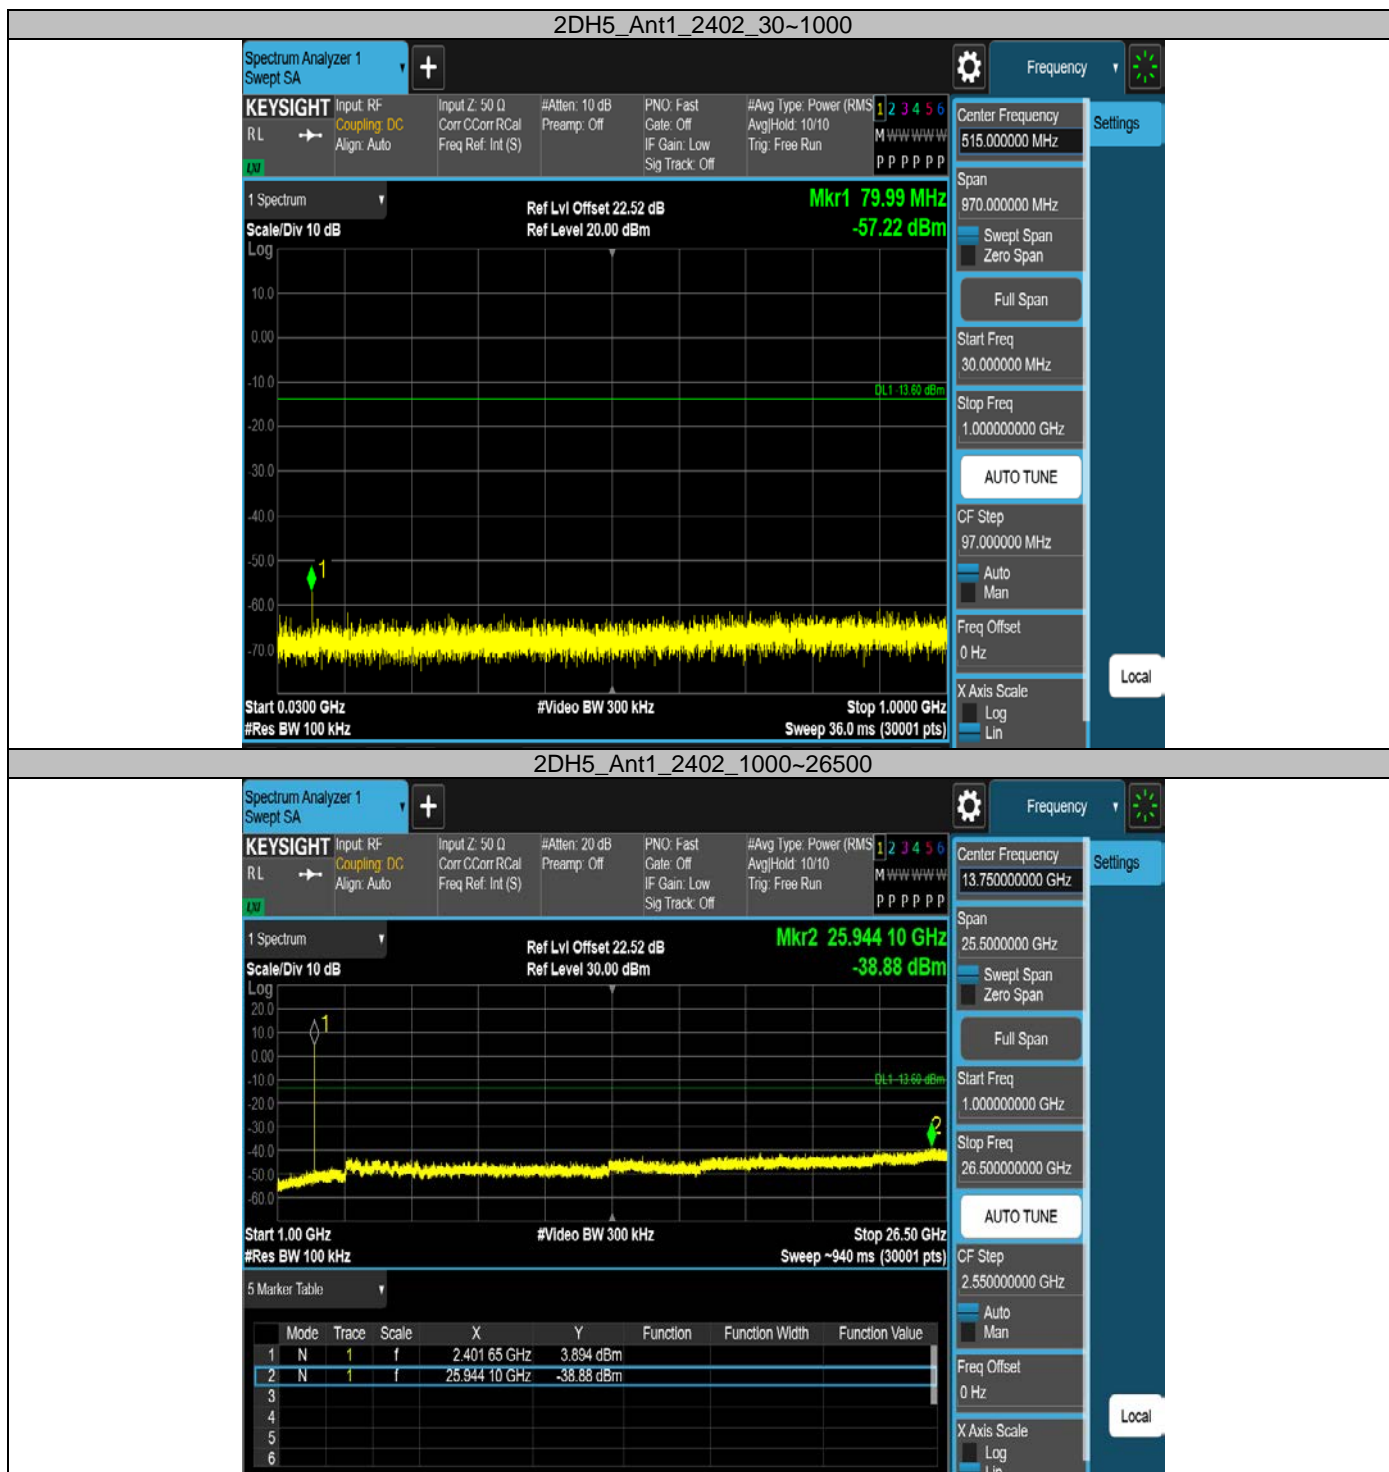 2DH5_Ant1_2402_30~1000
Spectrum Analyzer 1
Swept SA
+
Frequency
KEYSIGHT
RL
LXI
Input: RF
Coupling: DC
Align: Auto
Input Z: 50 Ω
Corr CCorr RCal
Freq Ref: Int (S)
#Atten: 10 dB
Preamp: Off
PNO: Fast
Gate: Off
IF Gain: Low
Sig Track: Off
#Avg Type: Power (RMS
Avg|Hold: 10/10
Trig: Free Run
1 2 3 4 5 6
M W W W W W
P P P P P P
Center Frequency
515.000000 MHz
Settings
Span
970.000000 MHz
Swept Span
Zero Span
Full Span
Start Freq
30.000000 MHz
Stop Freq
1.000000000 GHz
AUTO TUNE
CF Step
97.000000 MHz
Auto
Man
Freq Offset
0 Hz
X Axis Scale
Log
Lin
Local
1 Spectrum
Scale/Div 10 dB
Ref Lvl Offset 22.52 dB
Ref Level 20.00 dBm
Mkr1 79.99 MHz
-57.22 dBm
Log
10.0
0.00
-10.0
DL1 -13.60 dBm
-20.0
-30.0
-40.0
-50.0
1
-60.0
-70.0
Start 0.0300 GHz
#Video BW 300 kHz
Stop 1.0000 GHz
#Res BW 100 kHz
Sweep 36.0 ms (30001 pts)
2DH5_Ant1_2402_1000~26500
Spectrum Analyzer 1
Swept SA
+
Frequency
KEYSIGHT
RL
LXI
Input: RF
Coupling: DC
Align: Auto
Input Z: 50 Ω
Corr CCorr RCal
Freq Ref: Int (S)
#Atten: 20 dB
Preamp: Off
PNO: Fast
Gate: Off
IF Gain: Low
Sig Track: Off
#Avg Type: Power (RMS
Avg|Hold: 10/10
Trig: Free Run
1 2 3 4 5 6
M W W W W W
P P P P P P
Center Frequency
13.750000000 GHz
Settings
Span
25.5000000 GHz
Swept Span
Zero Span
Full Span
Start Freq
1.000000000 GHz
Stop Freq
26.500000000 GHz
AUTO TUNE
CF Step
2.550000000 GHz
Auto
Man
Freq Offset
0 Hz
X Axis Scale
Log
Lin
Local
1 Spectrum
Scale/Div 10 dB
Ref Lvl Offset 22.52 dB
Ref Level 30.00 dBm
Mkr2 25.944 10 GHz
-38.88 dBm
Log
20.0
1
10.0
0.00
-10.0
DL1 -13.60 dBm
-20.0
-30.0
2
-40.0
-50.0
-60.0
Start 1.00 GHz
#Video BW 300 kHz
Stop 26.50 GHz
#Res BW 100 kHz
Sweep ~940 ms (30001 pts)
5 Marker Table
Mode Trace Scale X Y Function Function Width Function Value
1 N 1 f 2.401 65 GHz 3.894 dBm
2 N 1 f 25.944 10 GHz -38.88 dBm
3
4
5
6